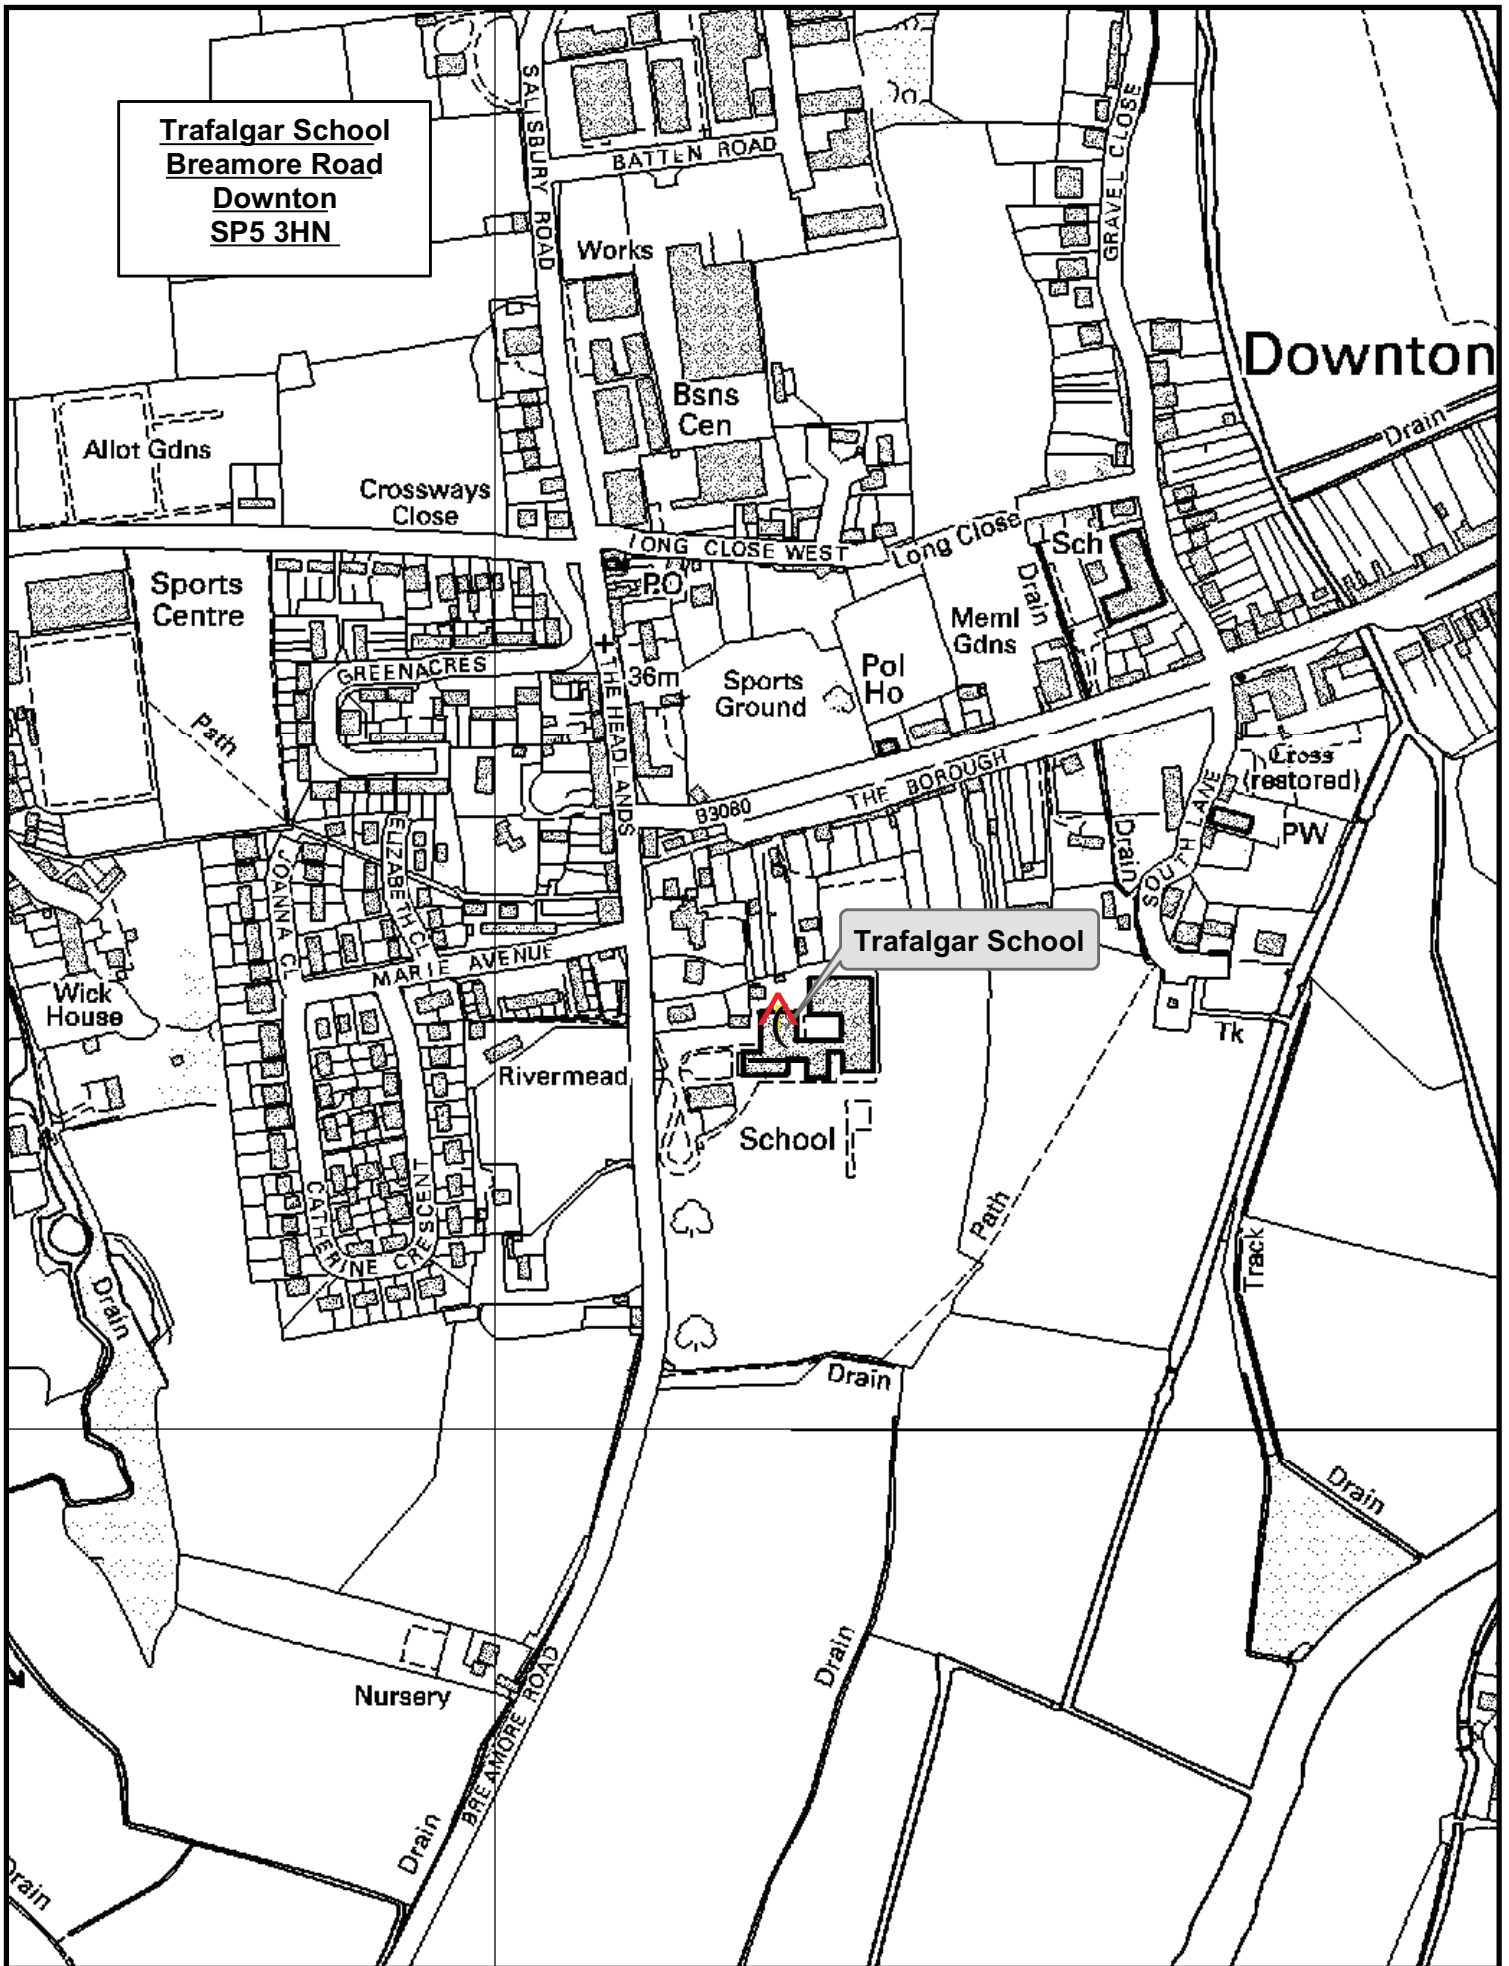 Trafalgar School
Breamore Road
Downton
SP5 3HN
SALISBURY ROAD
BATTEN ROAD
GRAVEL CLOSE
Works
Downton
Bsns
Cen
Drain
Allot Gdns
Crossways
Close
LONG CLOSE WEST
Long Close
Sch
Sports
Centre
PO
Drain
Meml
Gdns
GREENACRES
36m
Sports
Ground
Pol
Ho
Path
THE HEADLANDS
Cross
(restored)
B3080
THE BOROUGH
SOUTH LANE
PW
Drain
JOANNA CL
ELIZABETH CL
MARIE AVENUE
Trafalgar School
Wick
House
Tk
Rivermead
School
Path
CATHERINE CRESCENT
Track
Drain
Drain
Drain
Drain
Nursery
BREAMORE ROAD
Drain
Drain